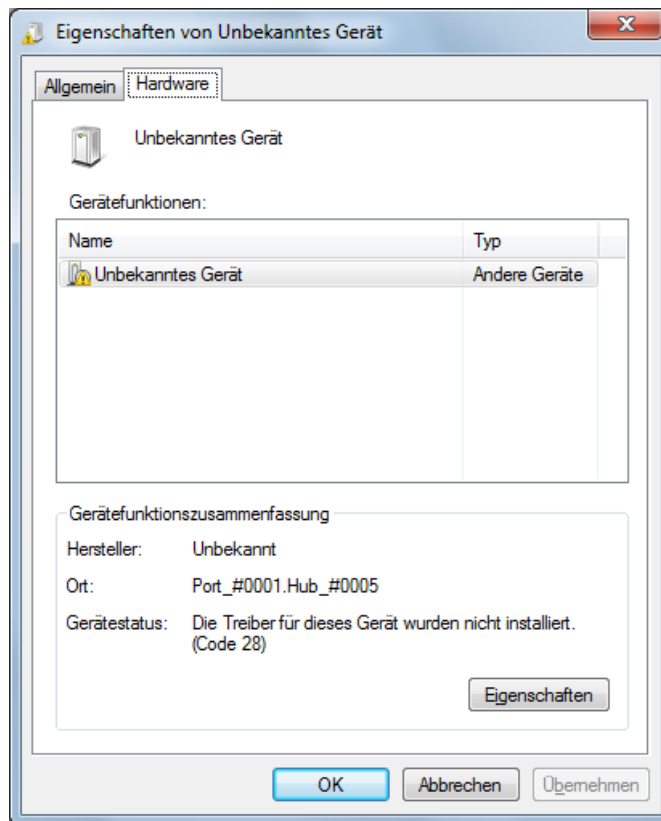 Eigenschaften von Unbekanntes Gerät
Allgemein Hardware
Unbekanntes Gerät
Gerätefunktionen:
Name Typ
Unbekanntes Gerät Andere Geräte
Gerätefunktionszusammenfassung
Hersteller: Unbekannt
Ort: Port_#0001.Hub_#0005
Gerätestatus: Die Treiber für dieses Gerät wurden nicht installiert.
(Code 28)
Eigenschaften
OK Abbrechen Übernehmen